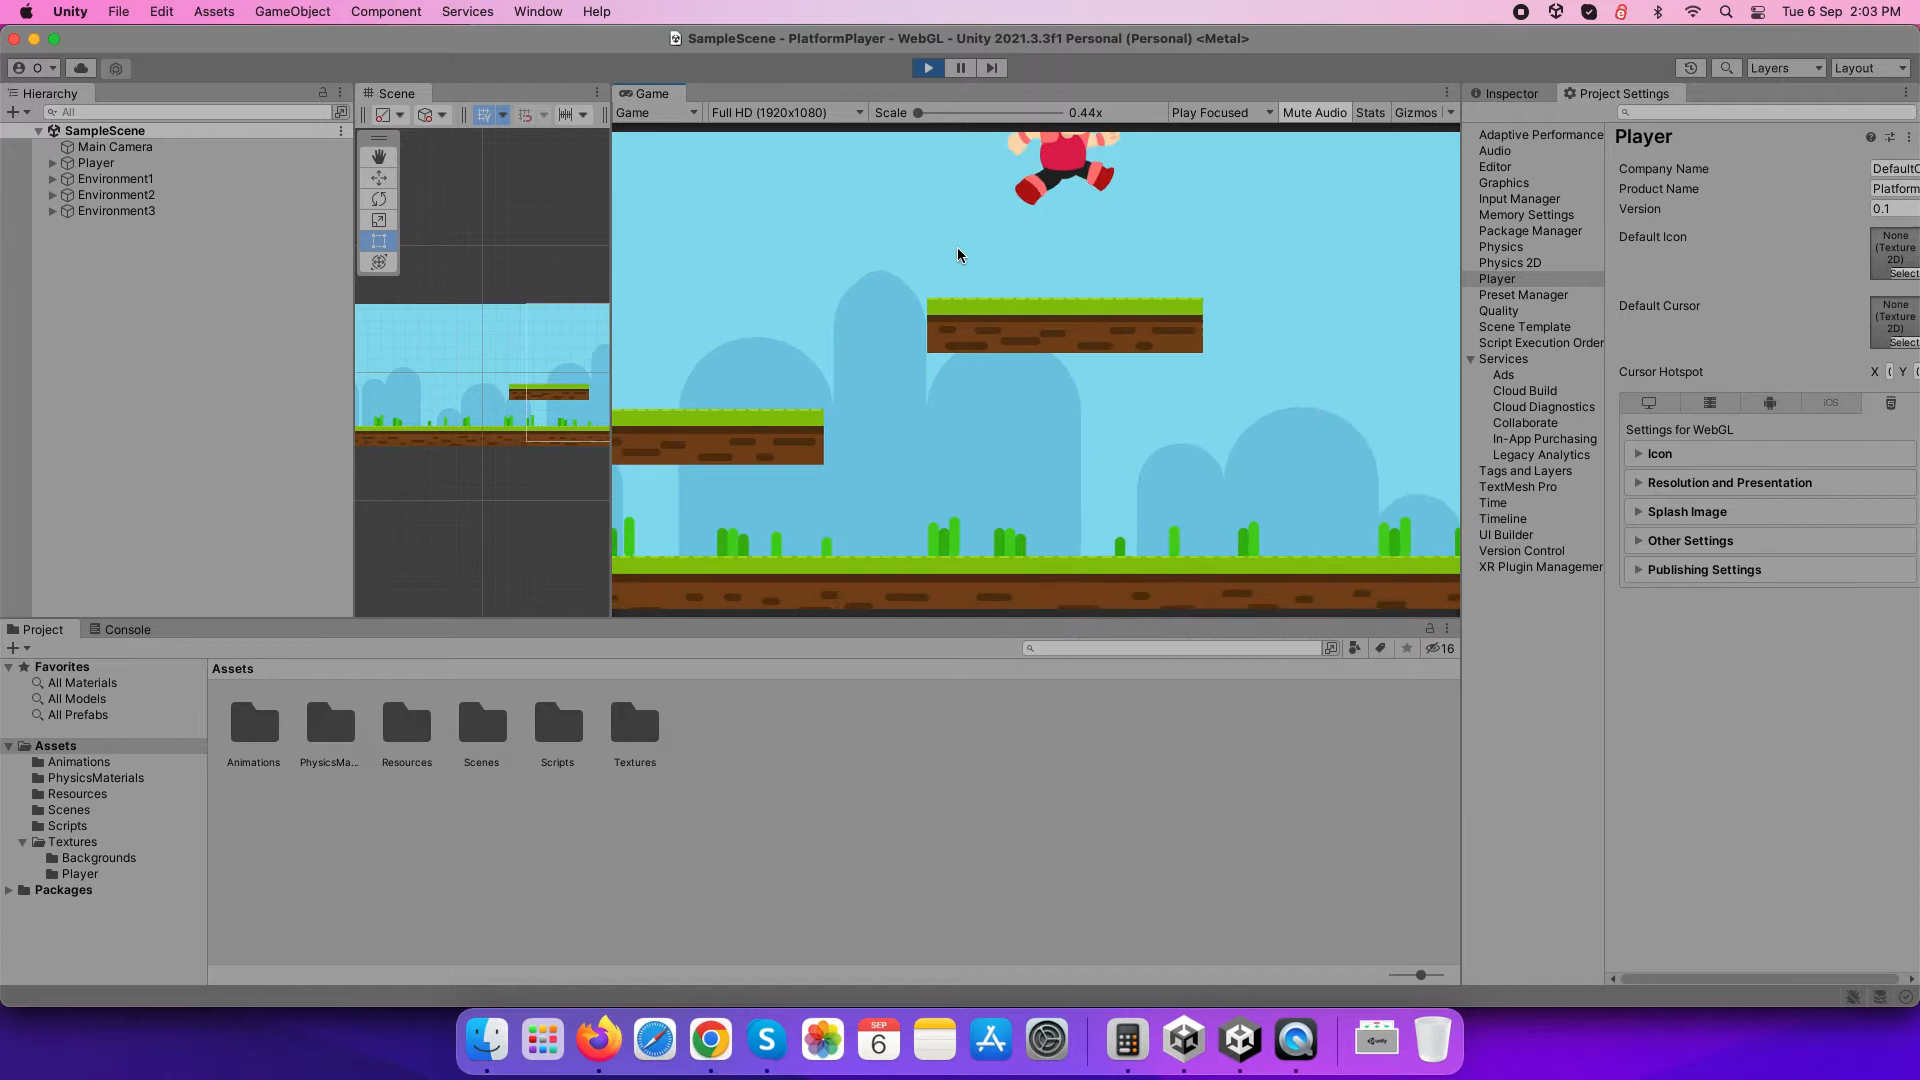 Unity File Edit Assets GameObject Component Services Window Help Tue 6 Sep 2:03 PM
SampleScene - PlatformPlayer - WebGL - Unity 2021.3.3f1 Personal (Personal) <Metal>
O Layers Layout
Hierarchy
All
SampleScene
Main Camera
Player
Environment1
Environment2
Environment3
Scene
Game
Game Full HD (1920x1080) Scale 0.44x Play Focused Mute Audio Stats Gizmos
Inspector Project Settings
Adaptive Performance
Audio
Editor
Graphics
Input Manager
Memory Settings
Package Manager
Physics
Physics 2D
Player
Preset Manager
Quality
Scene Template
Script Execution Order
Services
Ads
Cloud Build
Cloud Diagnostics
Collaborate
In-App Purchasing
Legacy Analytics
Tags and Layers
TextMesh Pro
Time
Timeline
UI Builder
Version Control
XR Plugin Managemer
Player
Company Name DefaultC
Product Name Platform
Version 0.1
Default Icon
None
(Texture
2D)
Select
Default Cursor
None
(Texture
2D)
Select
Cursor Hotspot X Y
iOS
Settings for WebGL
Icon
Resolution and Presentation
Splash Image
Other Settings
Publishing Settings
Project Console
16
Favorites
All Materials
All Models
All Prefabs
Assets
Animations
PhysicsMaterials
Resources
Scenes
Scripts
Textures
Backgrounds
Player
Packages
Assets
Animations PhysicsMa... Resources Scenes Scripts Textures
SEP
6
unity